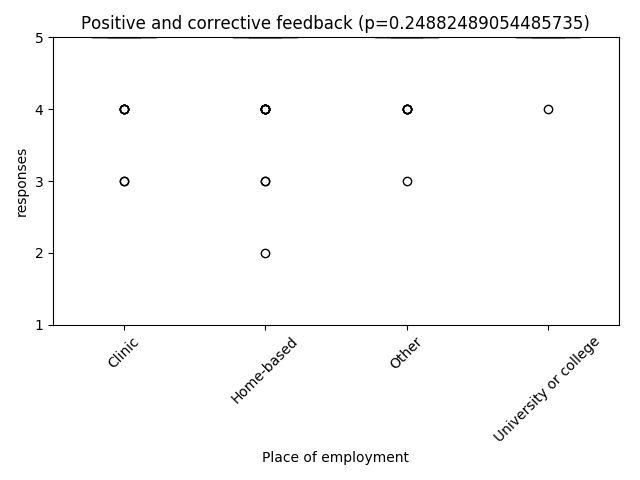 Positive and corrective feedback (p=0.24882489054485735)
5
4
3
2
1
responses
Clinic
Home-based
Other
University or college
Place of employment